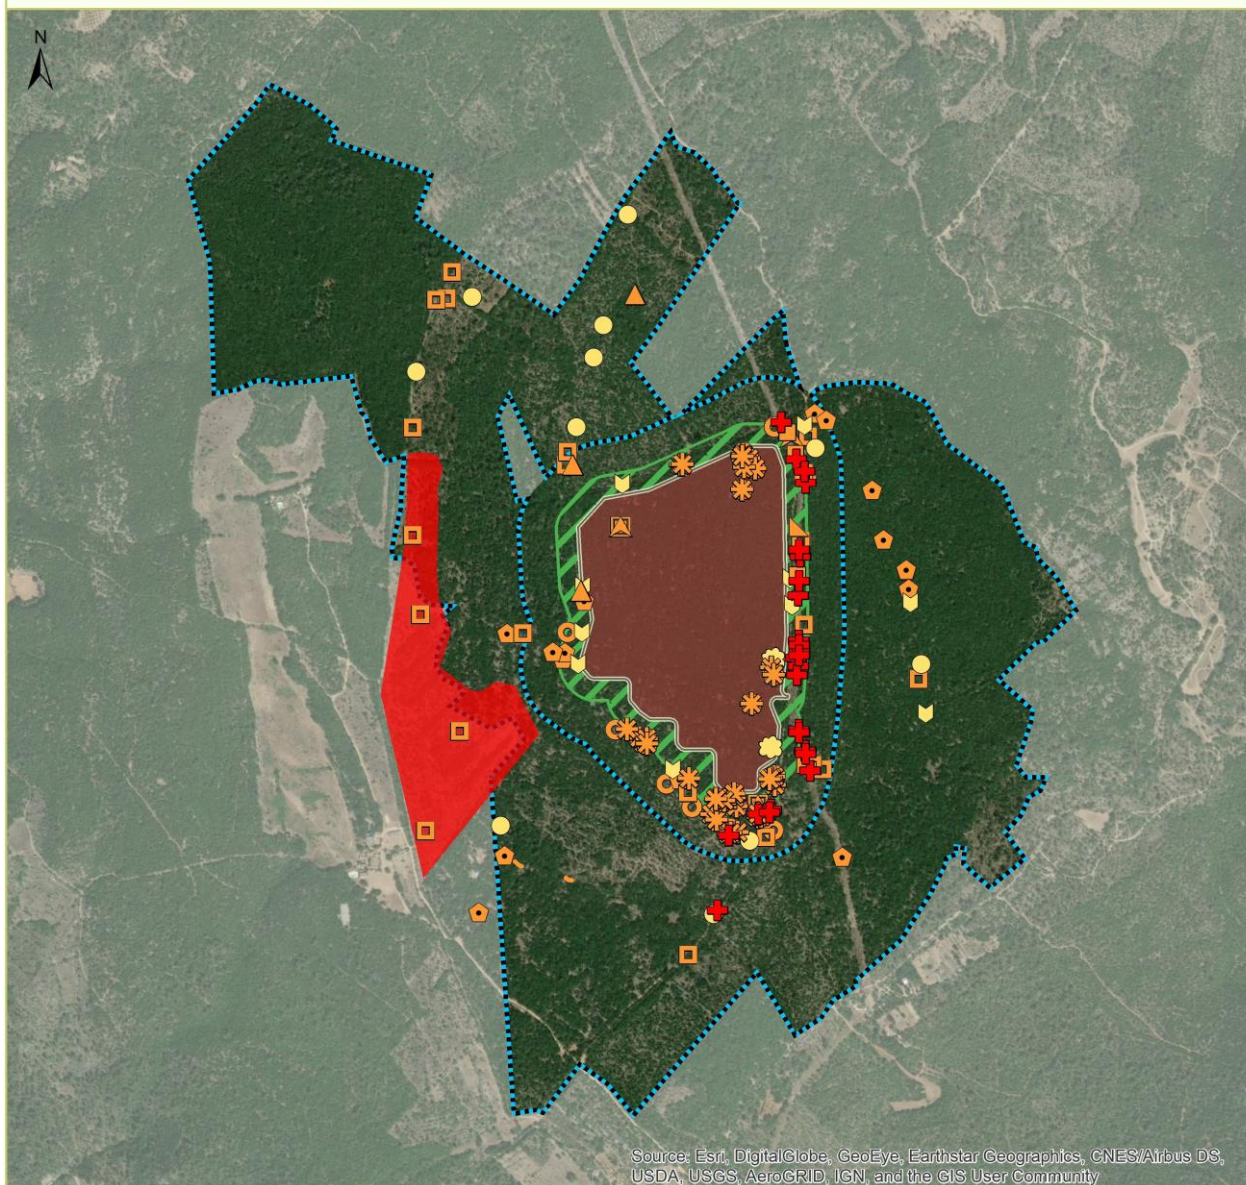 N
Source: Esri, DigitalGlobe, GeoEye, Earthstar Geographics, CNES/Airbus DS,
USDA, USGS, AeroGRID, IGN, and the GIS User Community